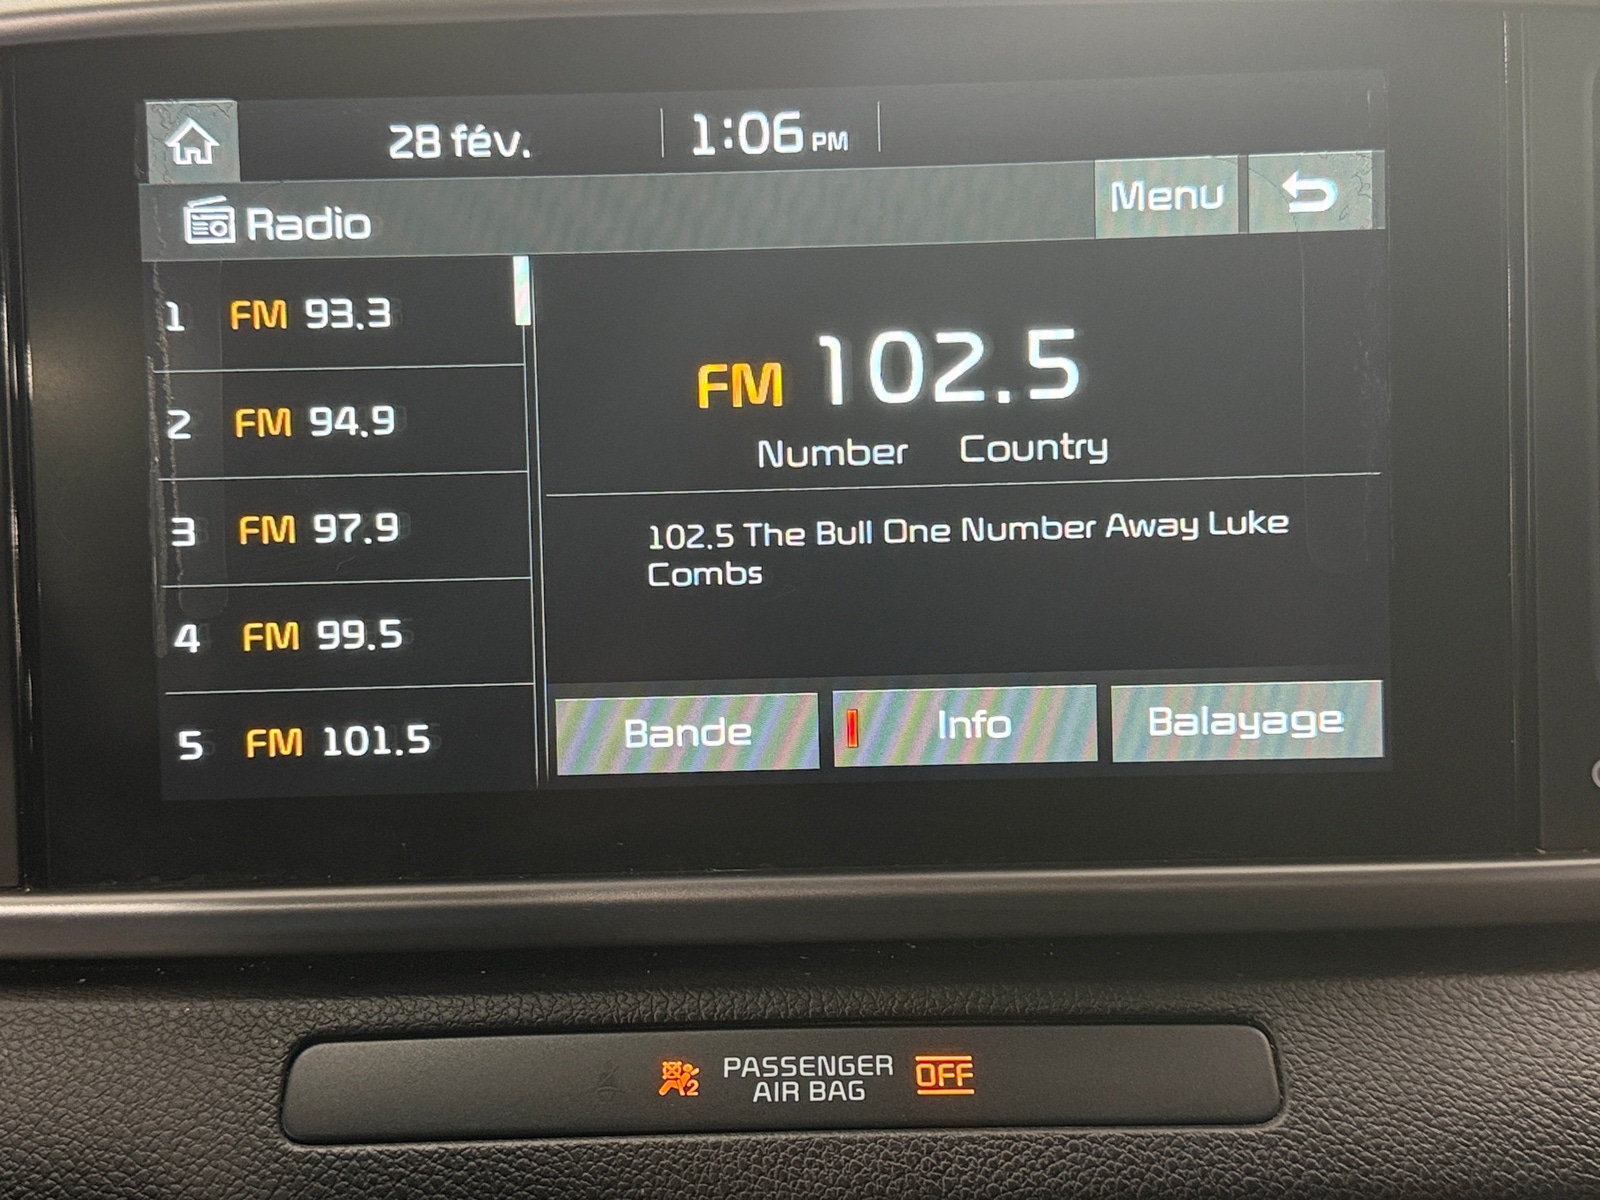 28 fév. 1:06 PM
Radio Menu
1 FM 93.3
2 FM 94.9
3 FM 97.9
4 FM 99.5
5 FM 101.5
FM 102.5
Number Country
102.5 The Bull One Number Away Luke
Combs
Bande Info Balayage
2 PASSENGER OFF
AIR BAG